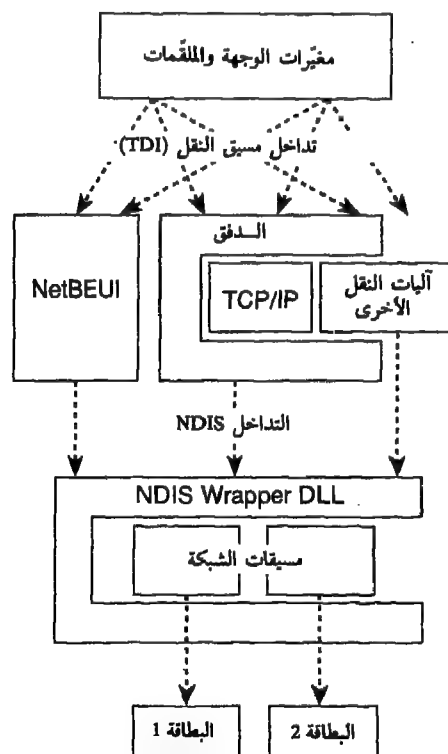 مغيّرات الوجهة والملقّمات
تداخل مسيق النقل (TDI)
الــدفق
NetBEUI
TCP/IP
آليات النقل
الأخرى
التداخل NDIS
NDIS Wrapper DLL
مسيقات الشبكة
البطاقة 1
البطاقة 2